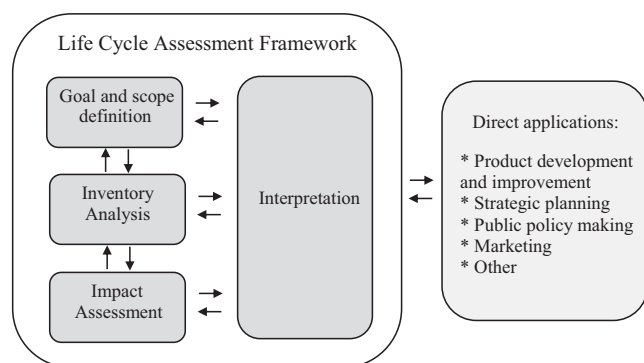 Life Cycle Assessment Framework
Goal and scope
definition
Inventory
Analysis
Impact
Assessment
Interpretation
Direct applications:
* Product development
and improvement
* Strategic planning
* Public policy making
* Marketing
* Other